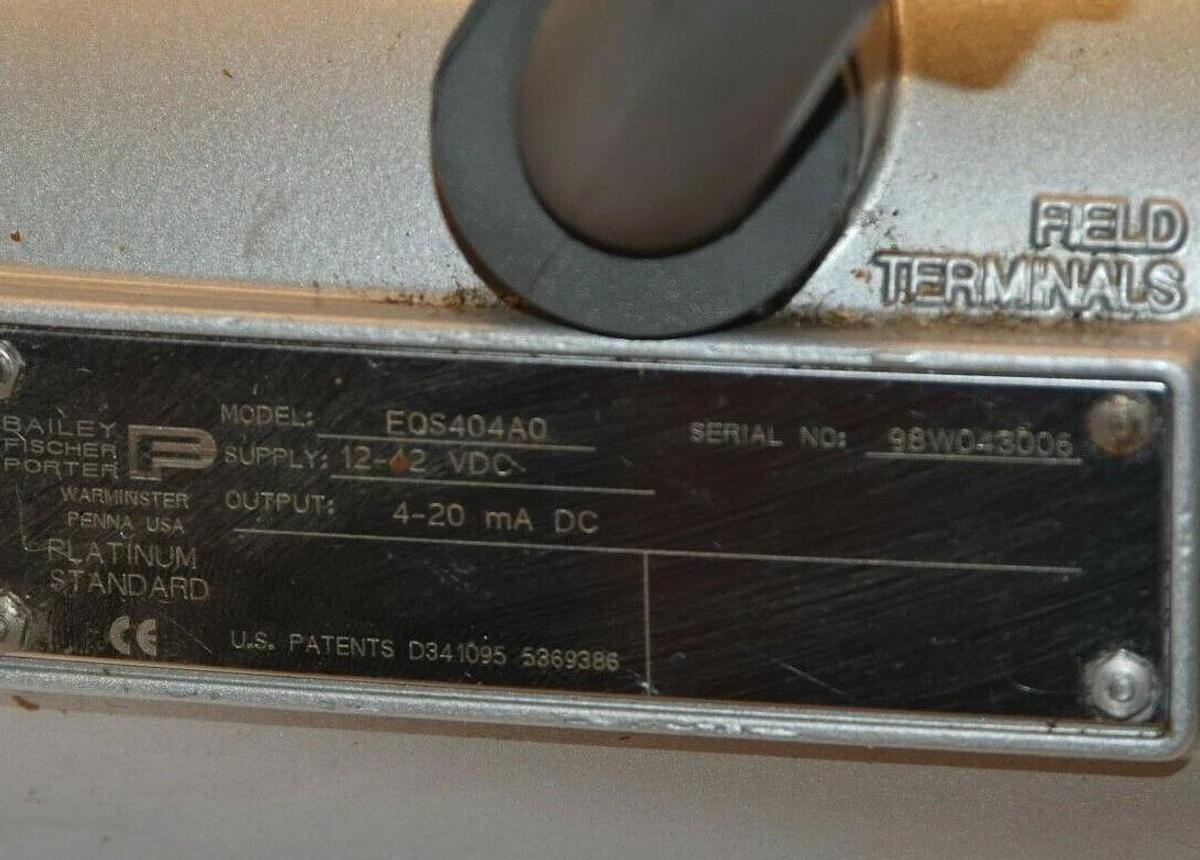 FIELD
TERMINALS
BAILEY
FISCHER
PORTER
WARMINSTER
PENNA USA
PLATINUM
STANDARD
CE
MODEL: EQS404A0
SUPPLY: 12-42 VDC
OUTPUT: 4-20 mA DC
SERIAL NO: 98W043006
U.S. PATENTS D341095 5369386